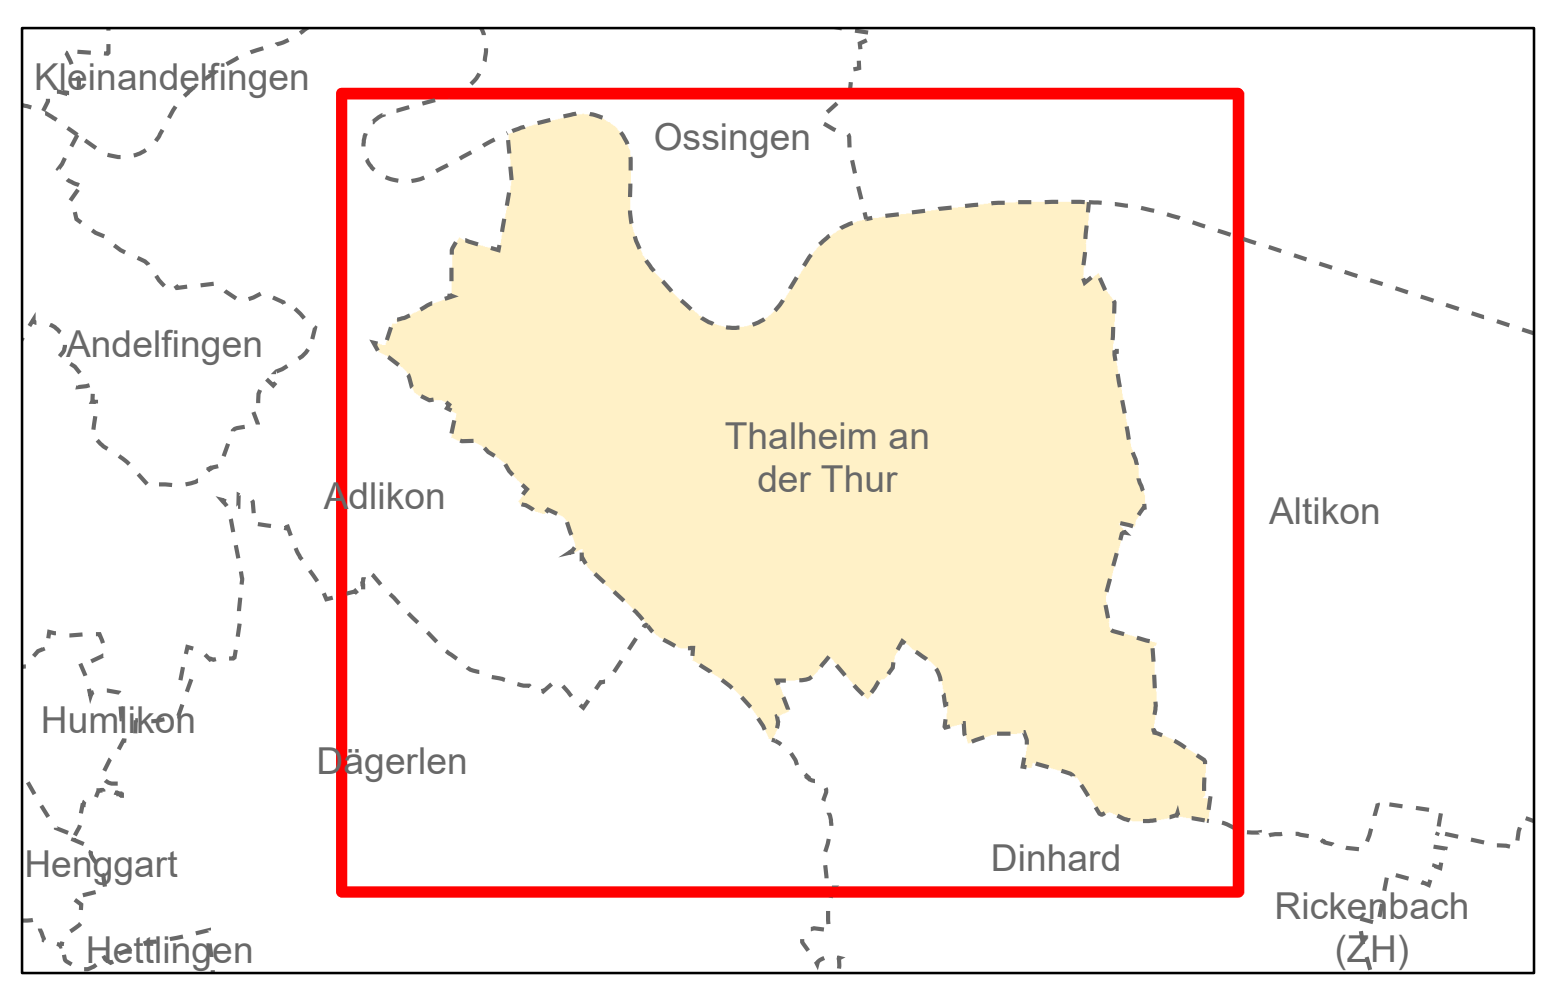 Kleinandelfingen
Ossingen
Andelfingen
Thalheim an
der Thur
Adlikon
Altikon
Humlikon
Dägerlen
Henggart
Dinhard
Rickenbach
(ZH)
Hettlingen